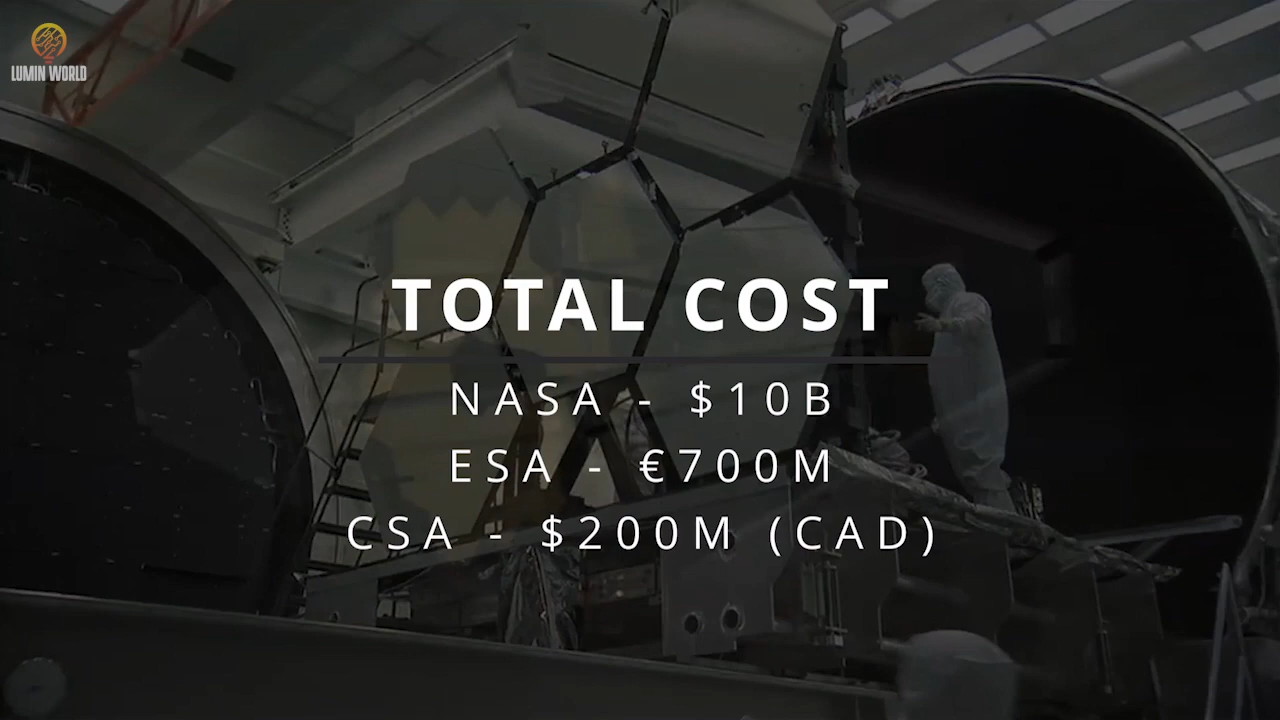 LUMIN WORLD
TOTAL COST
NASA - $10B
ESA - €700M
CSA - $200M (CAD)